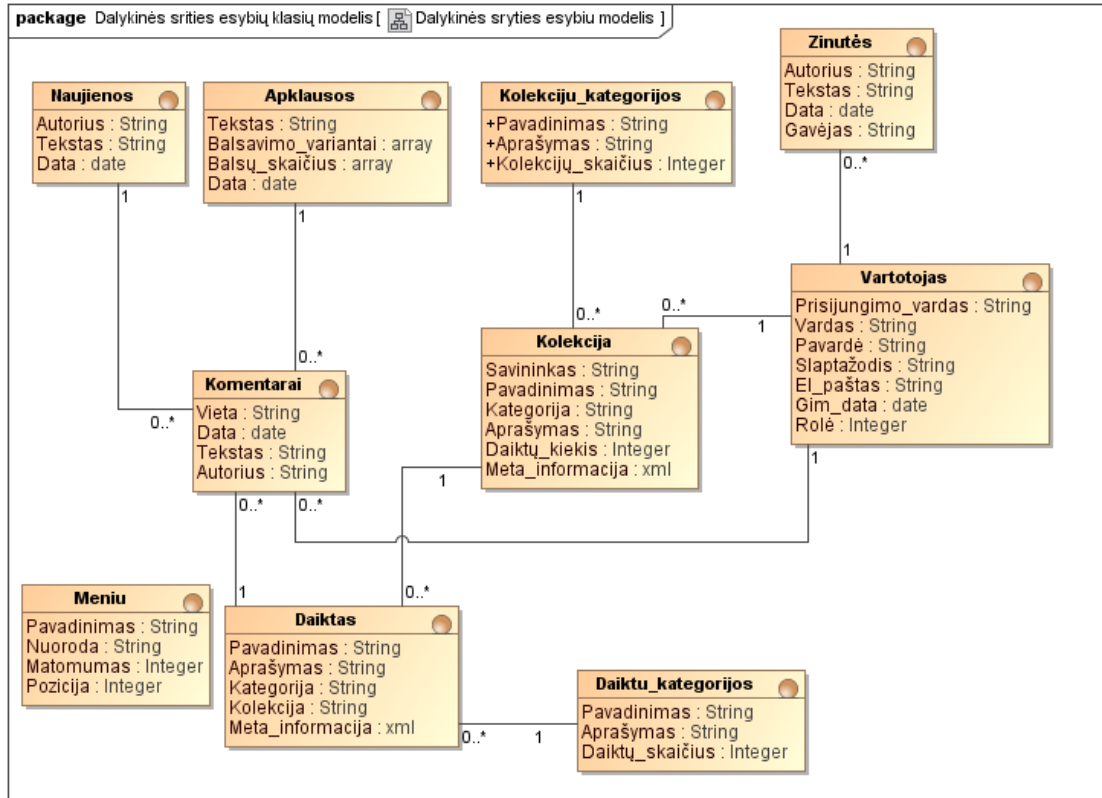 package Dalykinės srities esybių klasių modelis [ Dalykinės sryties esybiu modelis ]
Zinutės
Autorius : String
Tekstas : String
Data : date
Gavėjas : String
Naujienos
Autorius : String
Tekstas : String
Data : date
Apklausos
Tekstas : String
Balsavimo_variantai : array
Balsų_skaičius : array
Data : date
Kolekciju_kategorijos
+Pavadinimas : String
+Aprašymas : String
+Kolekcijų_skaičius : Integer
0..*
1
1
1
1
Vartotojas
Prisijungimo_vardas : String
Vardas : String
Pavardė : String
Slaptažodis : String
El_paštas : String
Gim_data : date
Rolė : Integer
0..*
0..*
1
Kolekcija
Savininkas : String
Pavadinimas : String
Kategorija : String
Aprašymas : String
Daiktų_kiekis : Integer
Meta_informacija : xml
0..*
Komentarai
Vieta : String
Data : date
Tekstas : String
Autorius : String
0..*
1
1
0..*
0..*
1
0..*
Meniu
Pavadinimas : String
Nuoroda : String
Matomumas : Integer
Pozicija : Integer
Daiktas
Pavadinimas : String
Aprašymas : String
Kategorija : String
Kolekcija : String
Meta_informacija : xml
0..*
1
Daiktu_kategorijos
Pavadinimas : String
Aprašymas : String
Daiktų_skaičius : Integer